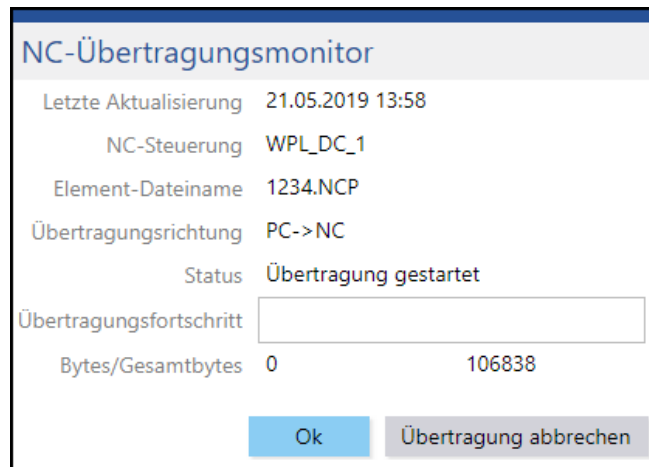 NC-Übertragungsmonitor
Letzte Aktualisierung 21.05.2019 13:58
NC-Steuerung WPL_DC_1
Element-Dateiname 1234.NCP
Übertragungsrichtung PC->NC
Status Übertragung gestartet
Übertragungsfortschritt
Bytes/Gesamtbytes 0 106838
Ok Übertragung abbrechen